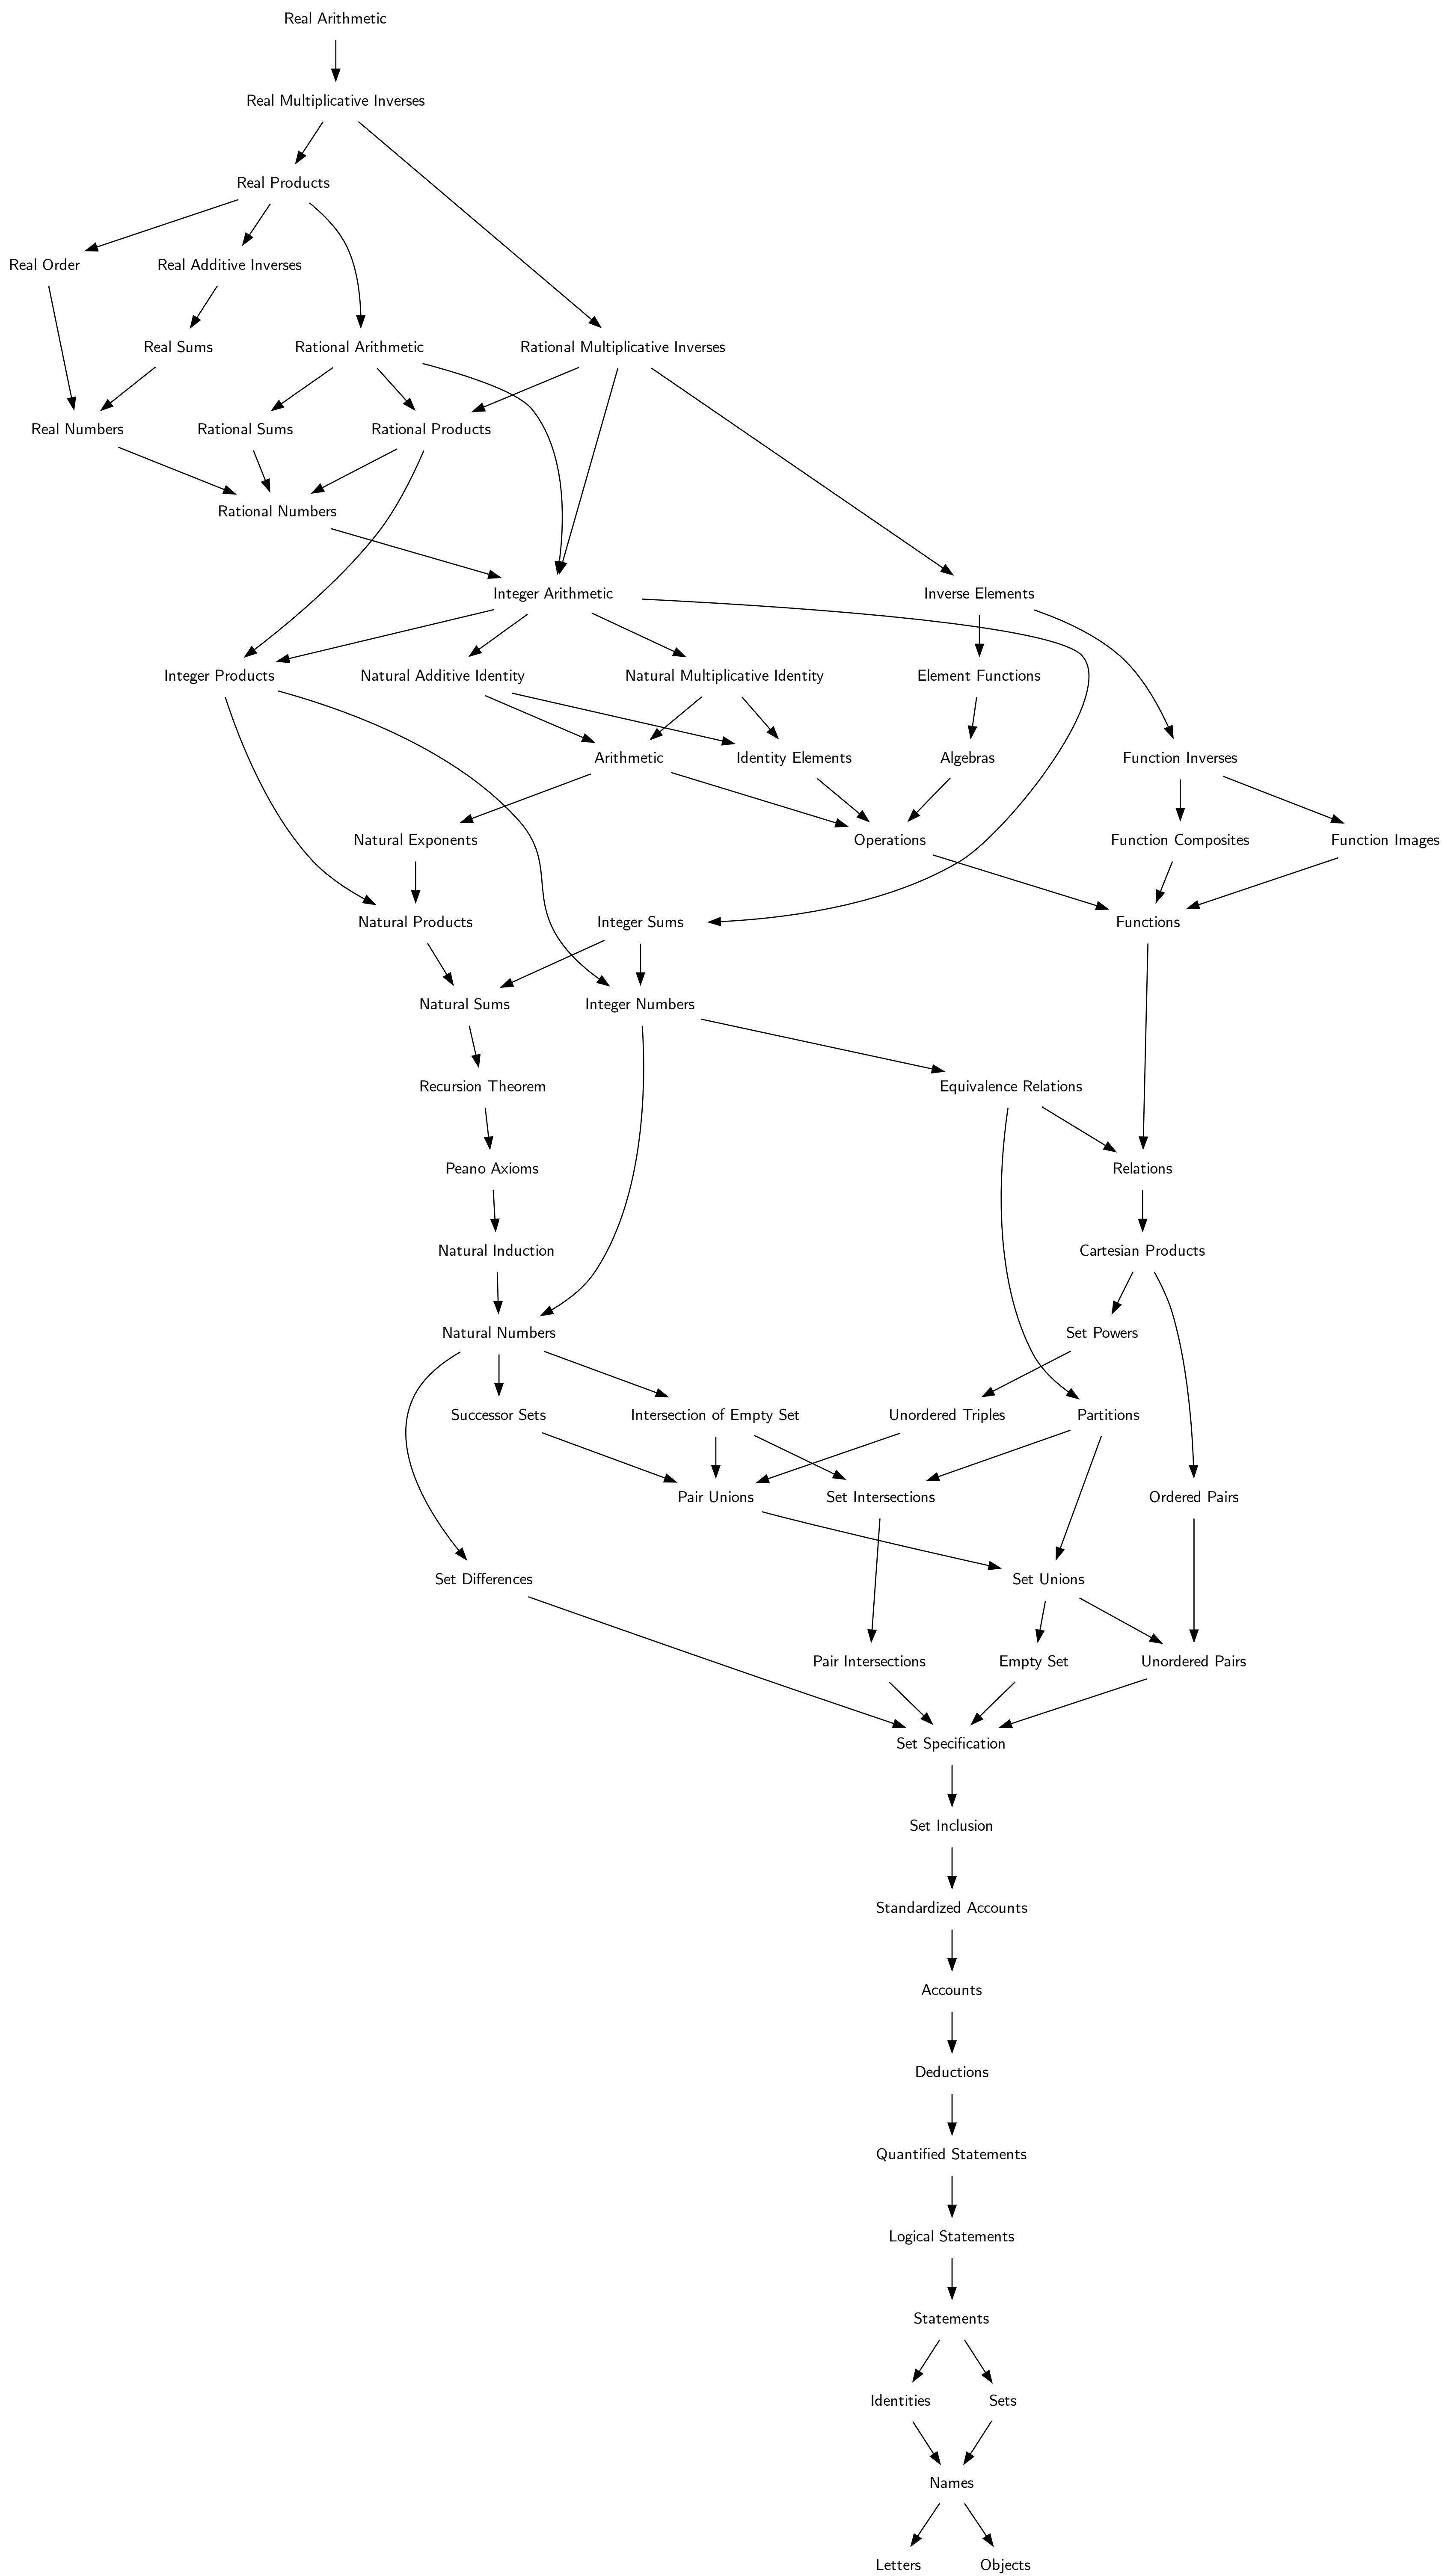 Real Arithmetic
Real Multiplicative Inverses
Real Products
Real Order
Real Additive Inverses
Real Sums
Rational Arithmetic
Rational Multiplicative Inverses
Real Numbers
Rational Sums
Rational Products
Rational Numbers
Integer Arithmetic
Inverse Elements
Integer Products
Natural Additive Identity
Natural Multiplicative Identity
Element Functions
Arithmetic
Identity Elements
Algebras
Function Inverses
Natural Exponents
Operations
Function Composites
Function Images
Natural Products
Integer Sums
Functions
Natural Sums
Integer Numbers
Recursion Theorem
Equivalence Relations
Peano Axioms
Relations
Natural Induction
Cartesian Products
Natural Numbers
Set Powers
Successor Sets
Intersection of Empty Set
Unordered Triples
Partitions
Pair Unions
Set Intersections
Ordered Pairs
Set Differences
Set Unions
Pair Intersections
Empty Set
Unordered Pairs
Set Specification
Set Inclusion
Standardized Accounts
Accounts
Deductions
Quantified Statements
Logical Statements
Statements
Identities
Sets
Names
Letters
Objects